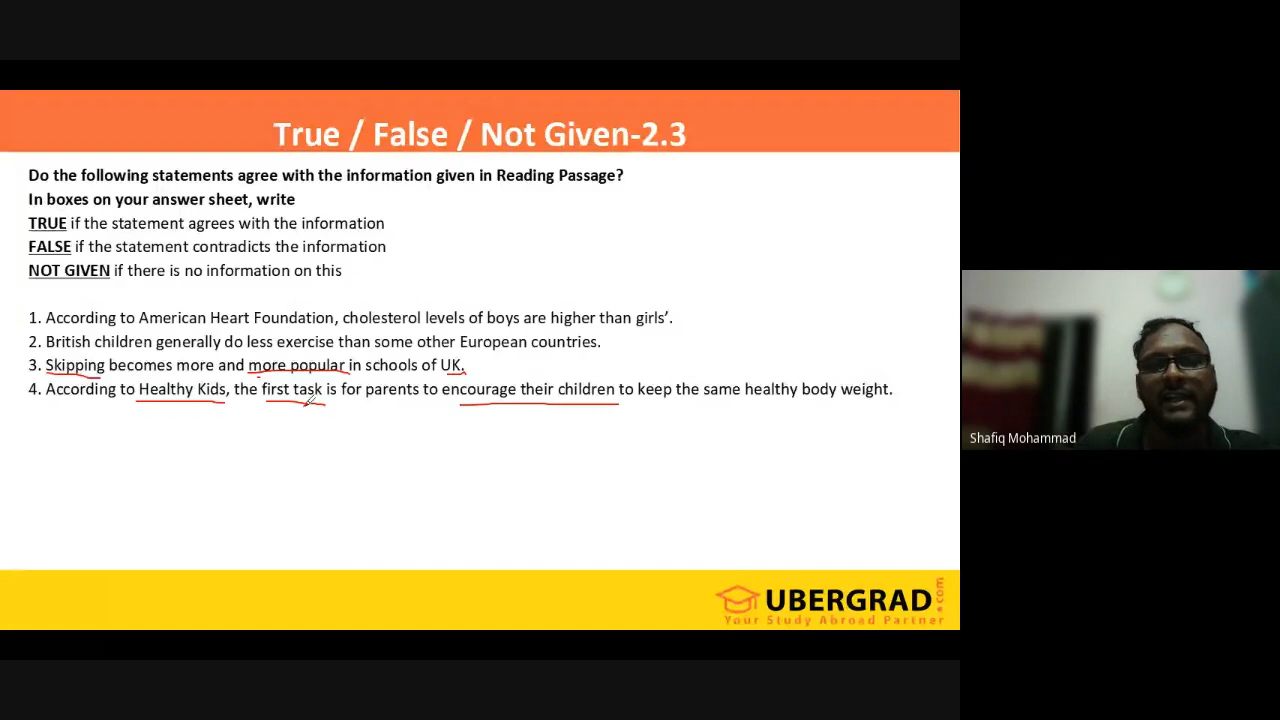 True / False / Not Given-2.3
Do the following statements agree with the information given in Reading Passage?
In boxes on your answer sheet, write
TRUE if the statement agrees with the information
FALSE if the statement contradicts the information
NOT GIVEN if there is no information on this
1. According to American Heart Foundation, cholesterol levels of boys are higher than girls’.
2. British children generally do less exercise than some other European countries.
3. Skipping becomes more and more popular in schools of UK.
4. According to Healthy Kids, the first task is for parents to encourage their children to keep the same healthy body weight.
Shafiq Mohammad
UBERGRAD.com
Your Study Abroad Partner